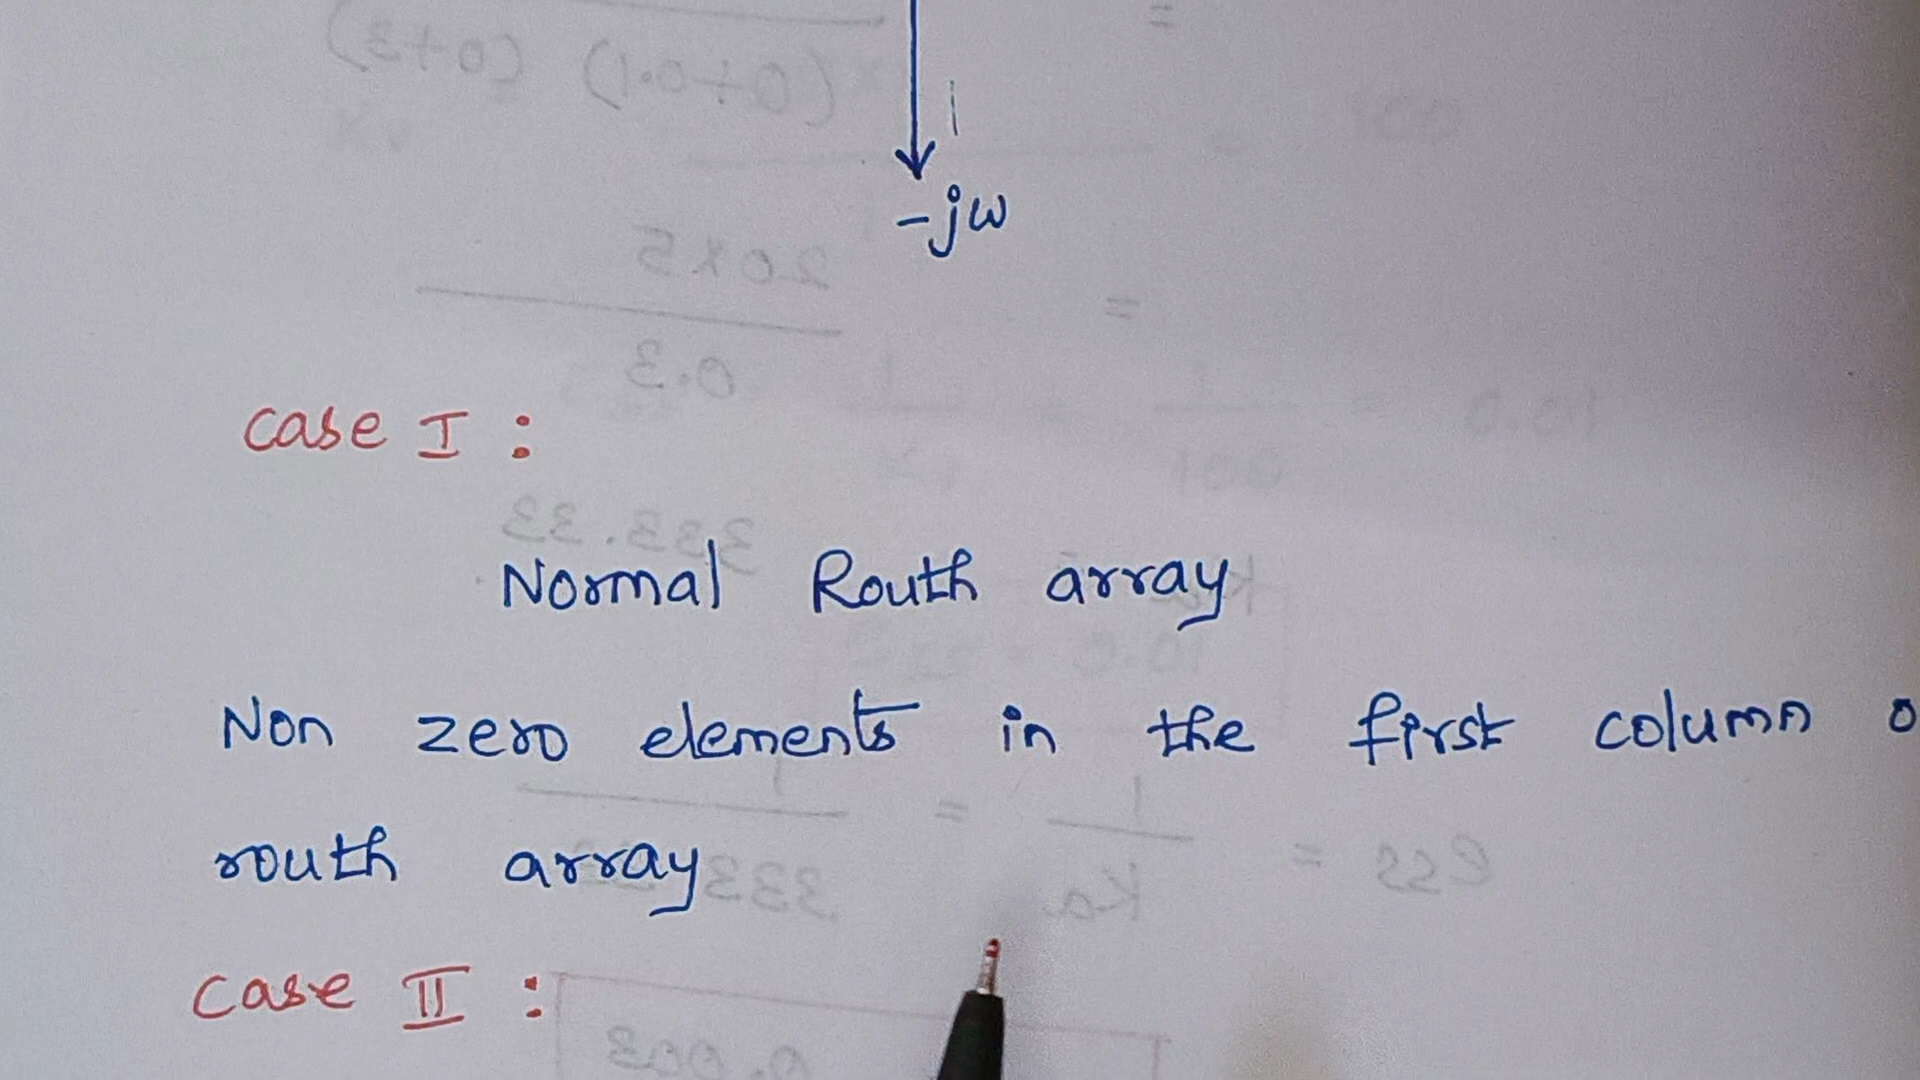 -jω
case I :
Normal Routh array
Non zero elements in the first column
routh array
case II :